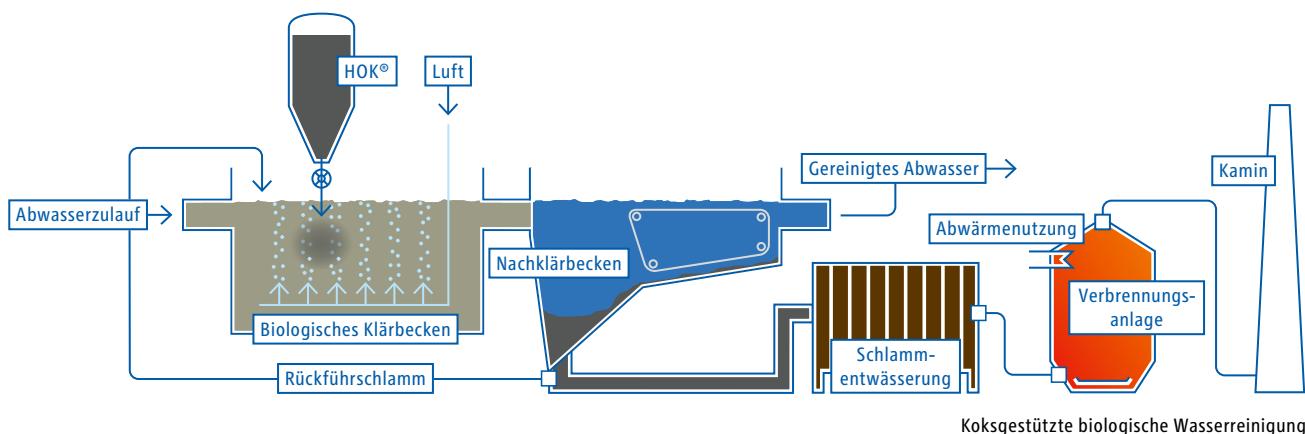 HOK®
Luft
Gereinigtes Abwasser
Kamin
Abwasserzulauf
Abwärmenutzung
Nachklärbecken
Verbrennungs-
anlage
Biologisches Klärbecken
Schlamm-
entwässerung
Rückführschlamm
Koksgestützte biologische Wasserreinigung